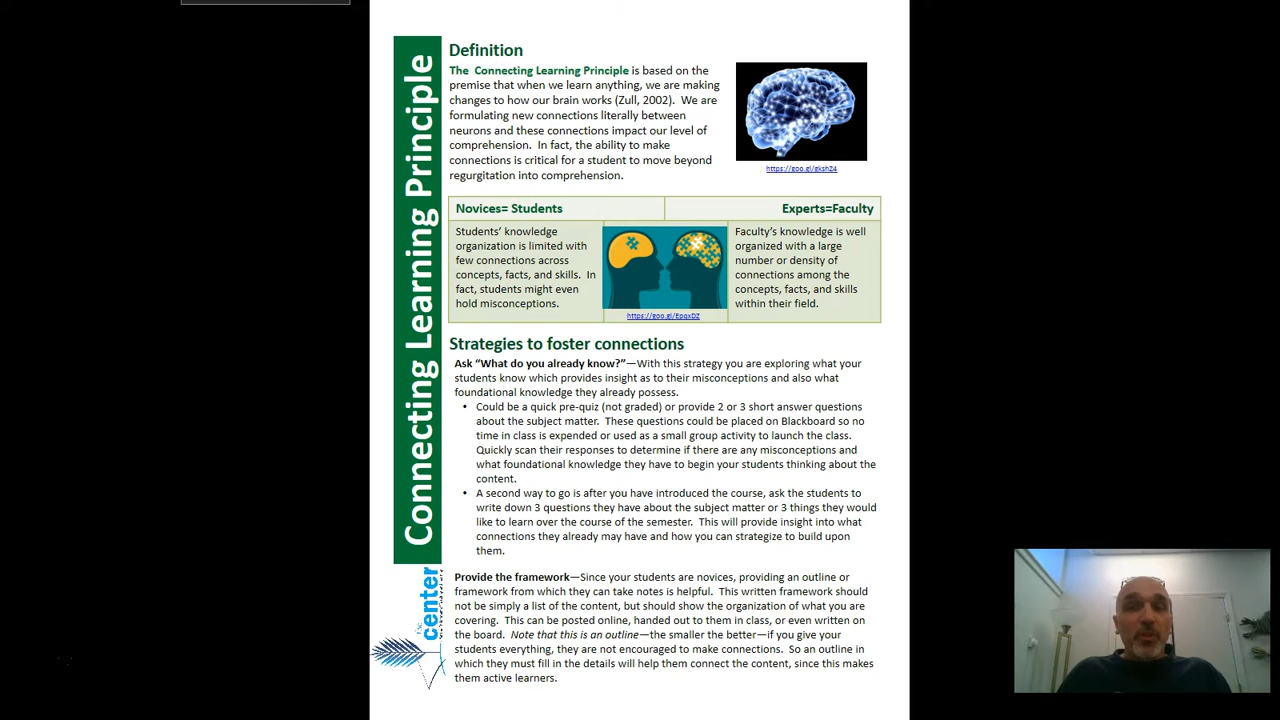 Connecting Learning Principle
Definition
The Connecting Learning Principle is based on the
premise that when we learn anything, we are making
changes to how our brain works (Zull, 2002). We are
formulating new connections literally between
neurons and these connections impact our level of
comprehension. In fact, the ability to make
connections is critical for a student to move beyond
regurgitation into comprehension.
https://goo.gl/gkshZ4
Novices= Students
Experts=Faculty
Students' knowledge
organization is limited with
few connections across
concepts, facts, and skills. In
fact, students might even
hold misconceptions.
https://goo.gl/EpqxDZ
Faculty's knowledge is well
organized with a large
number or density of
connections among the
concepts, facts, and skills
within their field.
Strategies to foster connections
Ask “What do you already know?”—With this strategy you are exploring what your
students know which provides insight as to their misconceptions and also what
foundational knowledge they already possess.
• Could be a quick pre-quiz (not graded) or provide 2 or 3 short answer questions
about the subject matter. These questions could be placed on Blackboard so no
time in class is expended or used as a small group activity to launch the class.
Quickly scan their responses to determine if there are any misconceptions and
what foundational knowledge they have to begin your students thinking about the
content.
• A second way to go is after you have introduced the course, ask the students to
write down 3 questions they have about the subject matter or 3 things they would
like to learn over the course of the semester. This will provide insight into what
connections they already may have and how you can strategize to build upon
them.
Provide the framework—Since your students are novices, providing an outline or
framework from which they can take notes is helpful. This written framework should
not be simply a list of the content, but should show the organization of what you are
covering. This can be posted online, handed out to them in class, or even written on
the board. Note that this is an outline—the smaller the better—if you give your
students everything, they are not encouraged to make connections. So an outline in
which they must fill in the details will help them connect the content, since this makes
them active learners.
the
center